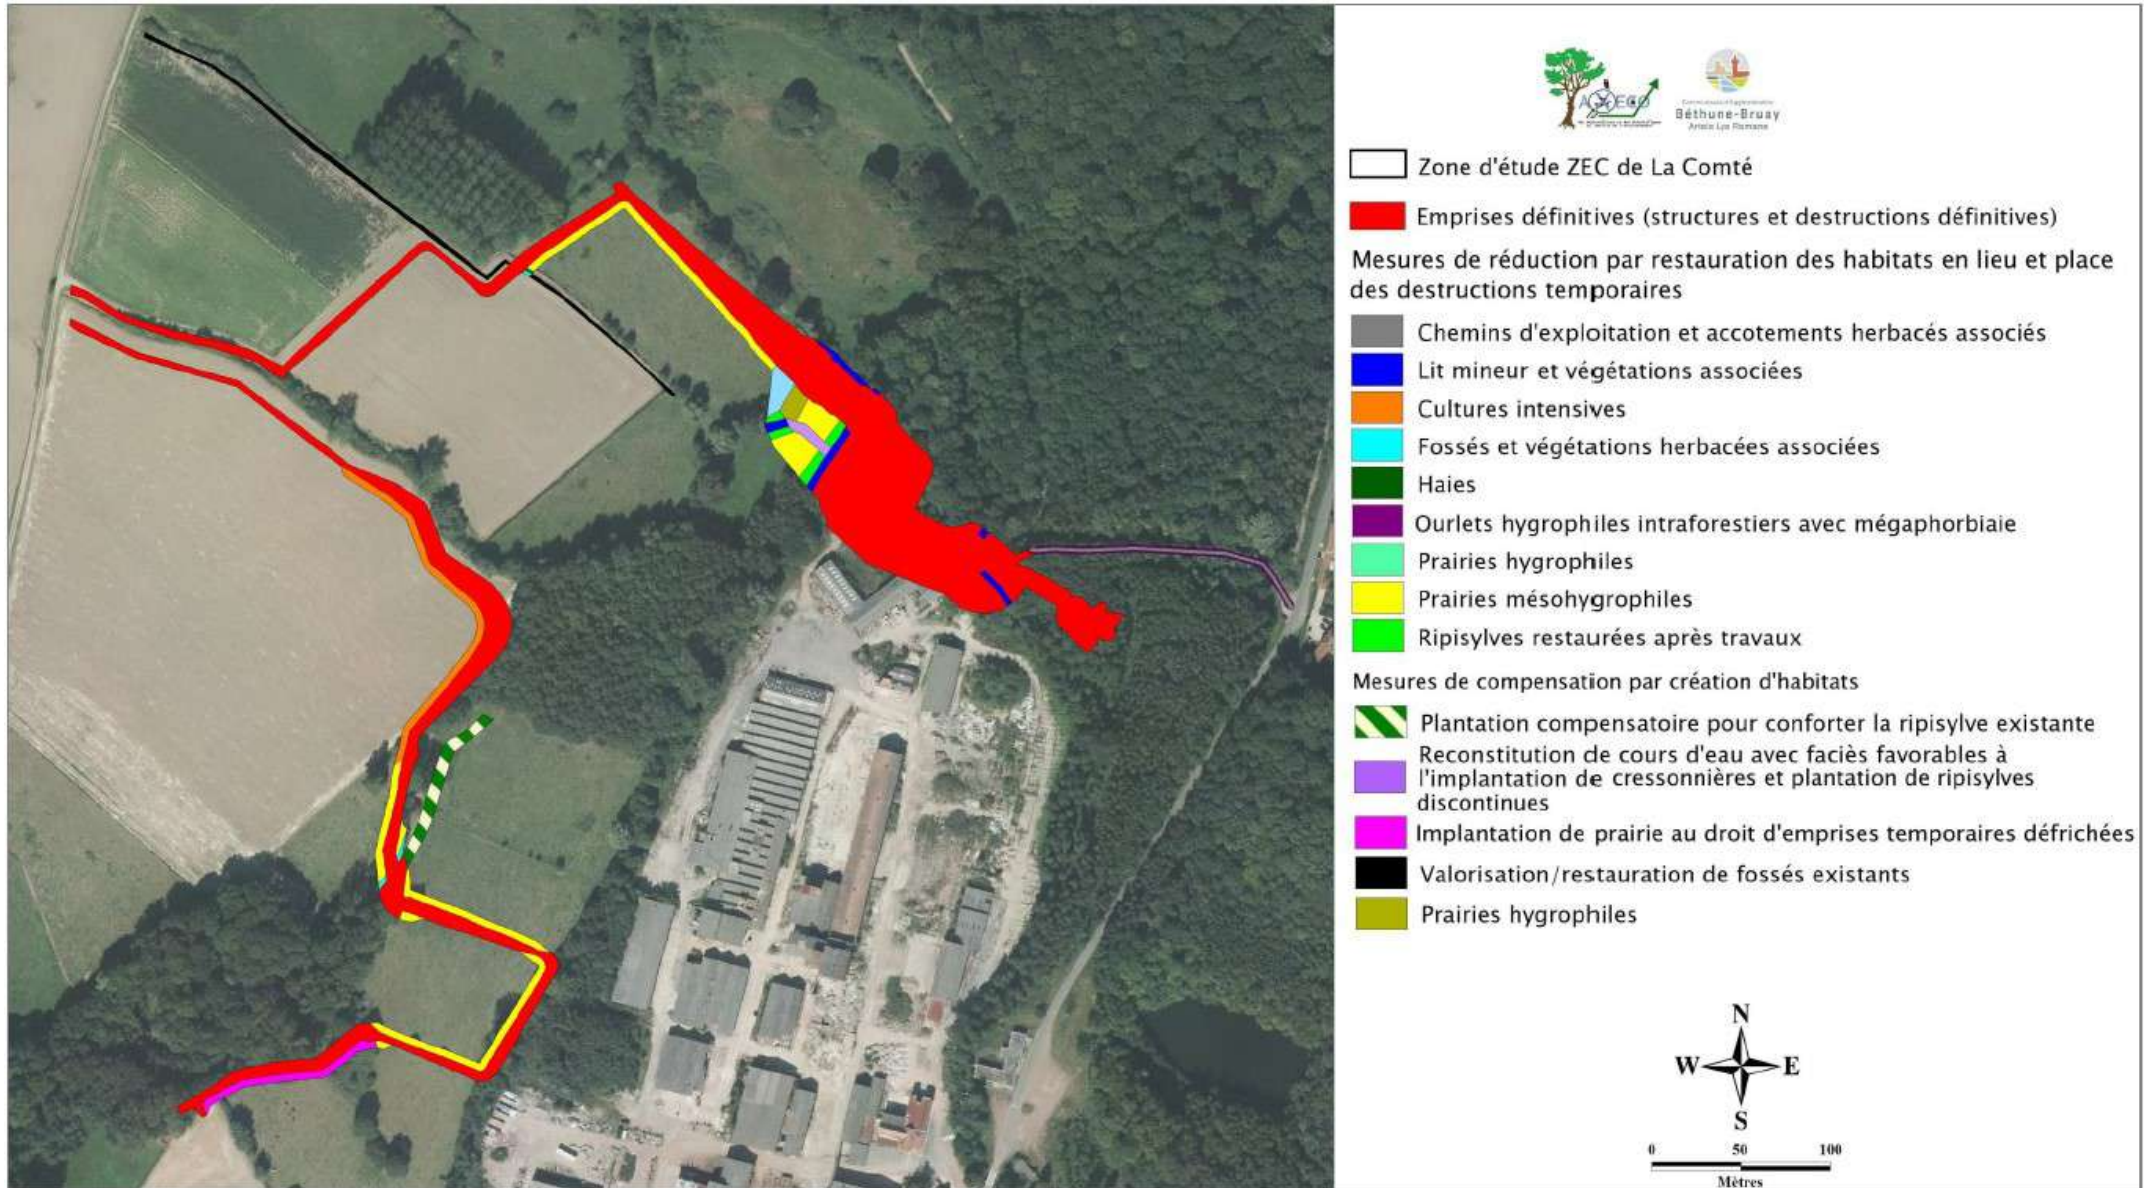 Communauté d'Agglomération
Béthune-Bruay
Artois Lys Romane
Zone d'étude ZEC de La Comté
Emprises définitives (structures et destructions définitives)
Mesures de réduction par restauration des habitats en lieu et place
des destructions temporaires
Chemins d'exploitation et accotements herbacés associés
Lit mineur et végétations associées
Cultures intensives
Fossés et végétations herbacées associées
Haies
Ourlets hygrophiles intraforestiers avec mégaphorbiaie
Prairies hygrophiles
Prairies mésohygrophiles
Ripisylves restaurées après travaux
Mesures de compensation par création d'habitats
Plantation compensatoire pour conforter la ripisylve existante
Reconstitution de cours d'eau avec faciès favorables à
l'implantation de cressonnières et plantation de ripisylves
discontinues
Implantation de prairie au droit d'emprises temporaires défrichées
Valorisation/restauration de fossés existants
Prairies hygrophiles
N
W E
S
0 50 100
Mètres